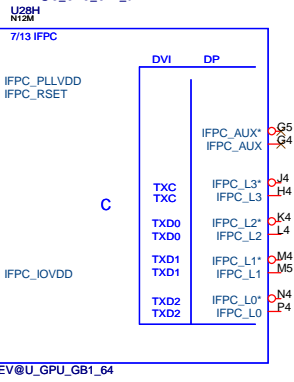 U28H
N12M
7/13 IFPC
DVI DP
IFPC_PLLVDD
IFPC_RSET
IFPC_AUX* G5
IFPC_AUX G4
TXC IFPC_L3* J4
TXC IFPC_L3 H4
C
TXD0 IFPC_L2* K4
TXD0 IFPC_L2 L4
TXD1 IFPC_L1* M4
IFPC_IOVDD TXD1 IFPC_L1 M5
TXD2 IFPC_L0* N4
TXD2 IFPC_L0 P4
EV@U_GPU_GB1_64